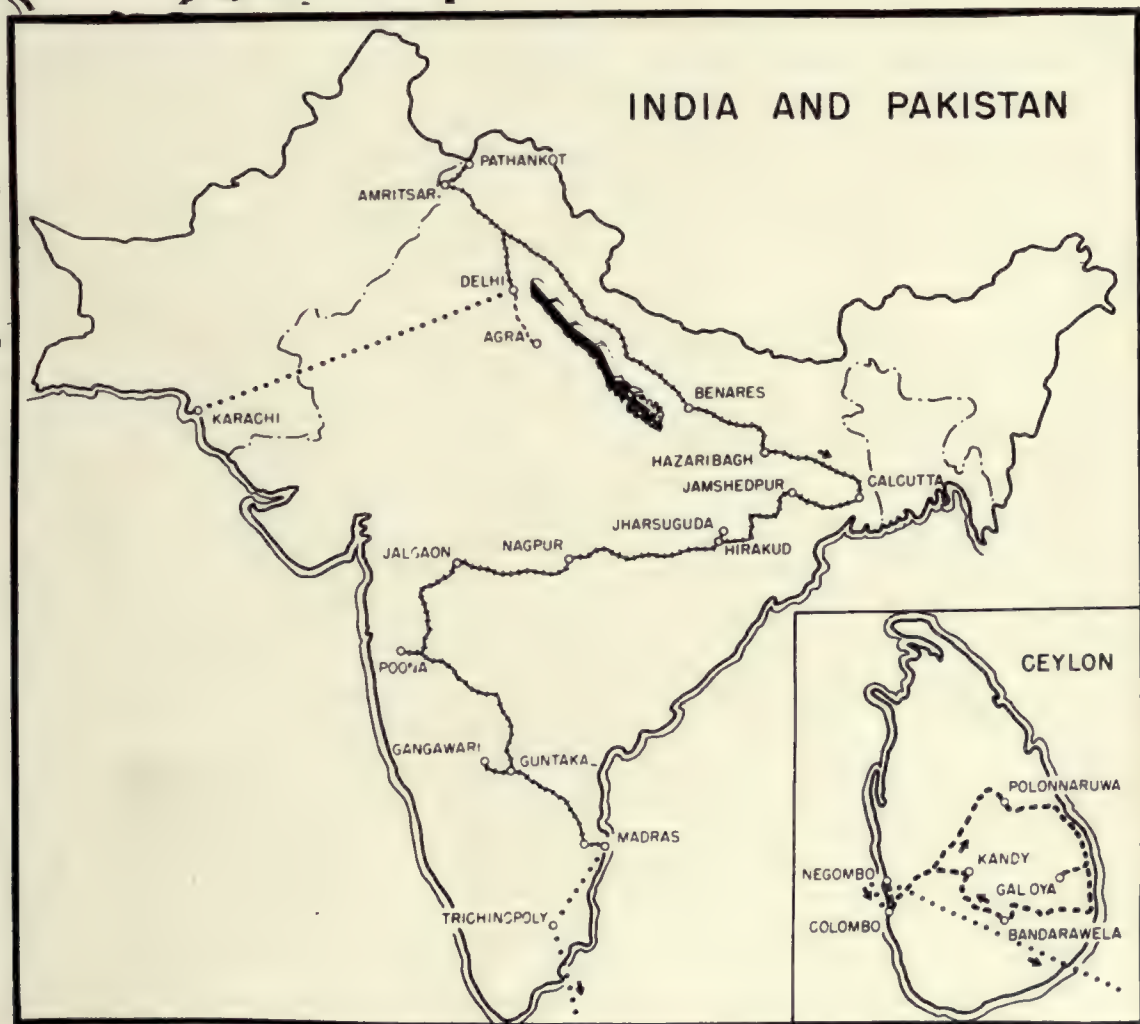 INDIA AND PAKISTAN
PATHANKOT
AMRITSAR
DELHI
AGRA
KARACHI
BENARES
HAZARIBAGH
CALCUTTA
JAMSHEDPUR
JHARSUGUDA
HIRAKUD
NAGPUR
JALGAON
POONA
GANGAWARI
GUNTAKA_
MADRAS
TRICHINOPOLY
CEYLON
POLONNARUWA
KANDY
NEGOMBO
GAL OYA
COLOMBO
BANDARAWELA